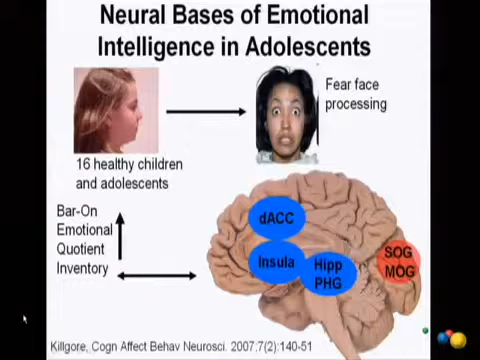 Neural Bases of Emotional
Intelligence in Adolescents
Fear face
processing
16 healthy children
and adolescents
Bar-On
Emotional
Quotient
Inventory
dACC
Insula
Hipp
PHG
SOG
MOG
Killgore, Cogn Affect Behav Neurosci. 2007;7(2):140-51